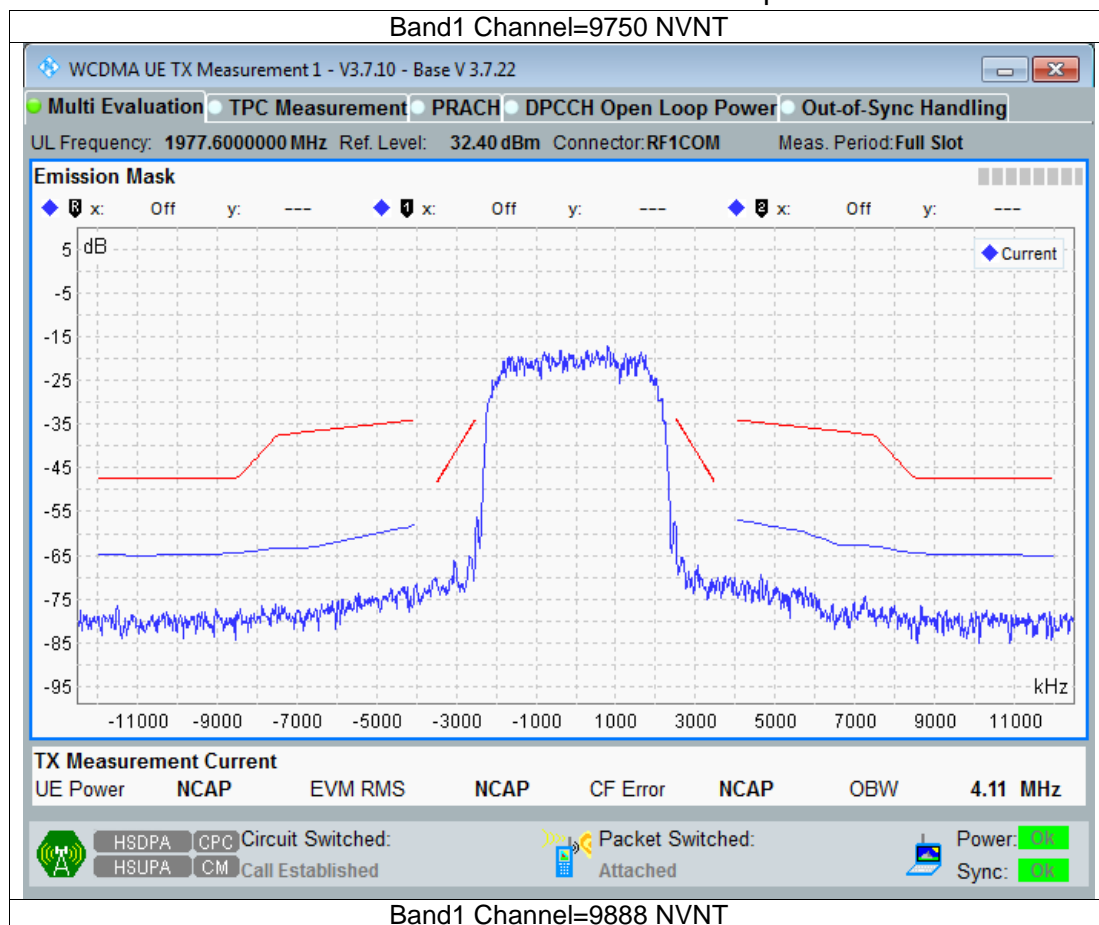 Band1 Channel=9750 NVNT
WCDMA UE TX Measurement 1 - V3.7.10 - Base V 3.7.22
Multi Evaluation TPC Measurement PRACH DPCCH Open Loop Power Out-of-Sync Handling
UL Frequency: 1977.6000000 MHz Ref. Level: 32.40 dBm Connector: RF1COM Meas. Period: Full Slot
Emission Mask
R x: Off y: --- 1 x: Off y: --- 2 x: Off y: ---
5 dB
Current
-5
-15
-25
-35
-45
-55
-65
-75
-85
-95 kHz
-11000 -9000 -7000 -5000 -3000 -1000 1000 3000 5000 7000 9000 11000
TX Measurement Current
UE Power NCAP EVM RMS NCAP CF Error NCAP OBW 4.11 MHz
HSDPA CPC Circuit Switched: Packet Switched: Power: Ok
HSUPA CM Call Established Attached Sync: Ok
Band1 Channel=9888 NVNT